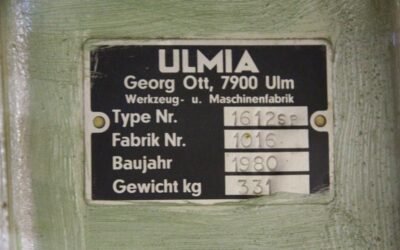 ULMIA
Georg Ott, 7900 Ulm
Werkzeug- u. Maschinenfabrik
Type Nr. 1612SP
Fabrik Nr. 1016
Baujahr 1980
Gewicht kg 331